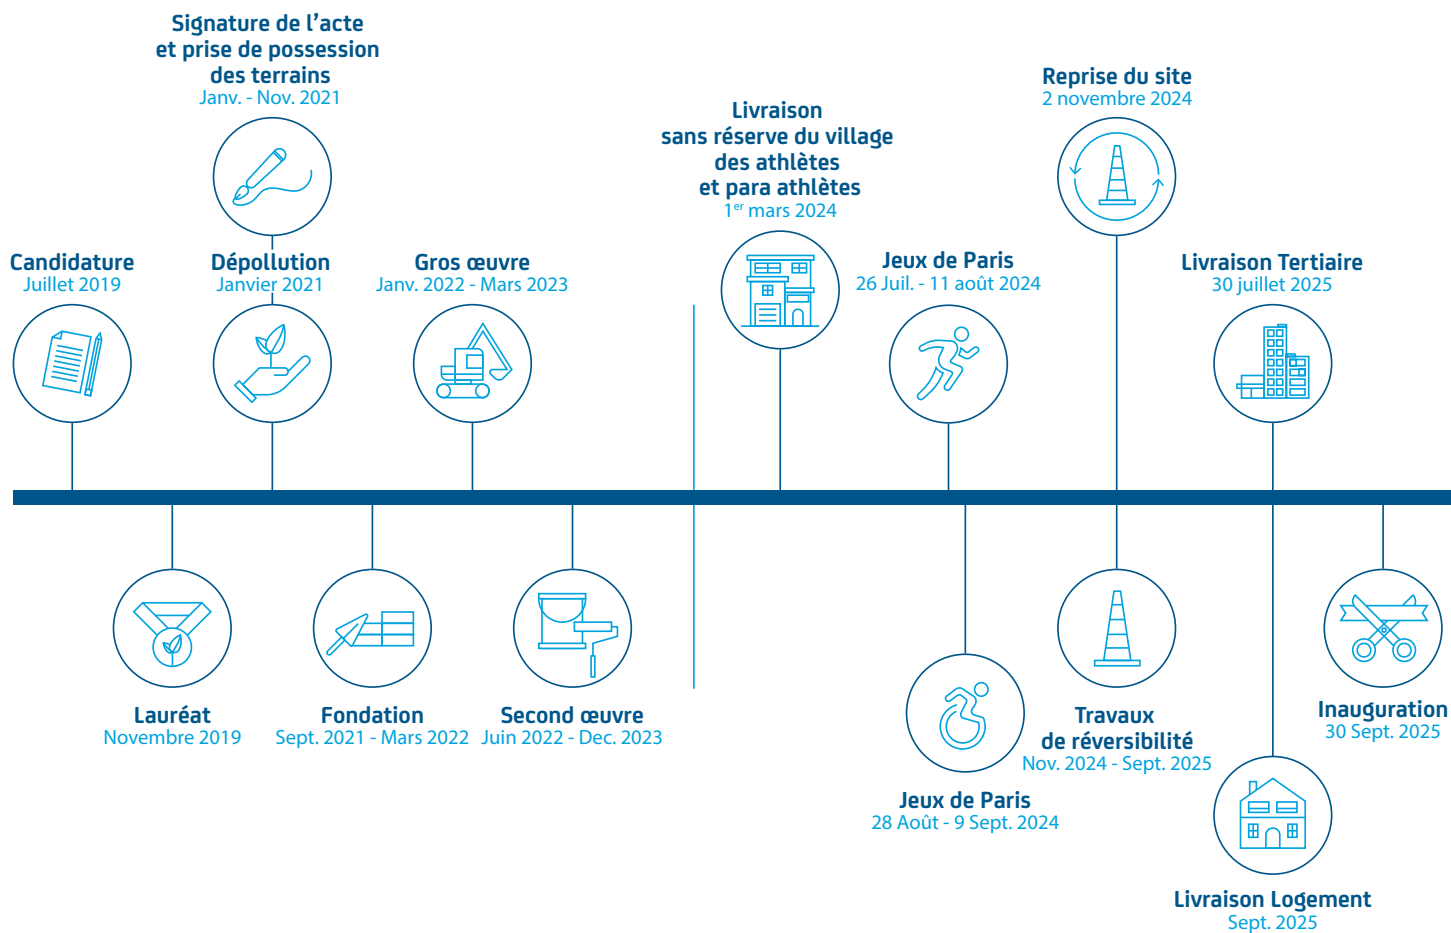 Signature de l’acte
et prise de possession
des terrains
Janv. - Nov. 2021
Candidature
Juillet 2019
Dépollution
Janvier 2021
Gros œuvre
Janv. 2022 - Mars 2023
Livraison
sans réserve du village
des athlètes
et para athlètes
1er mars 2024
Jeux de Paris
26 Juil. - 11 août 2024
Reprise du site
2 novembre 2024
Livraison Tertiaire
30 juillet 2025
Lauréat
Novembre 2019
Fondation
Sept. 2021 - Mars 2022
Second œuvre
Juin 2022 - Dec. 2023
Jeux de Paris
28 Août - 9 Sept. 2024
Travaux
de réversibilité
Nov. 2024 - Sept. 2025
Livraison Logement
Sept. 2025
Inauguration
30 Sept. 2025